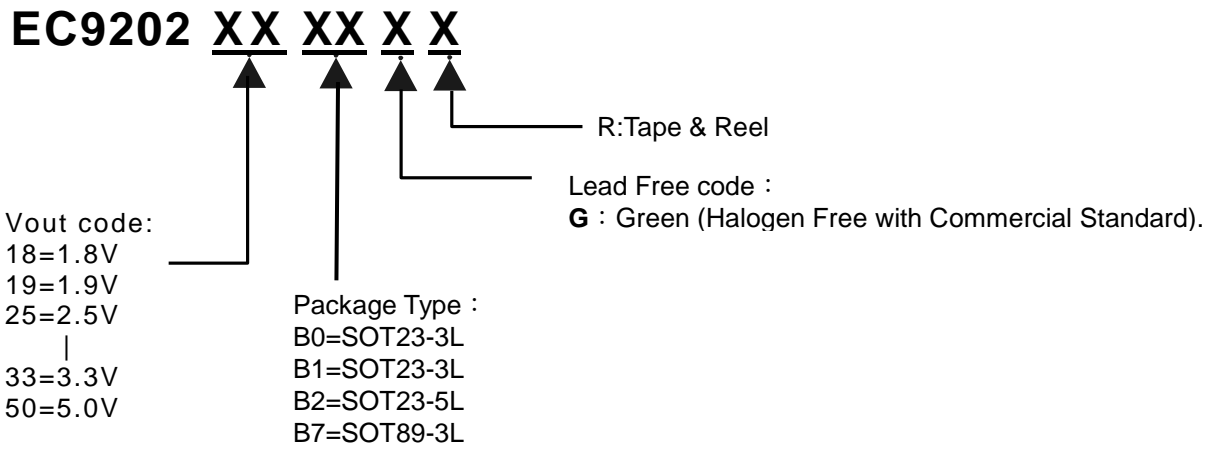 EC9202 XX XX X X
R:Tape & Reel
Lead Free code：
G：Green (Halogen Free with Commercial Standard).
Vout code:
18=1.8V
19=1.9V
25=2.5V
|
33=3.3V
50=5.0V
Package Type：
B0=SOT23-3L
B1=SOT23-3L
B2=SOT23-5L
B7=SOT89-3L